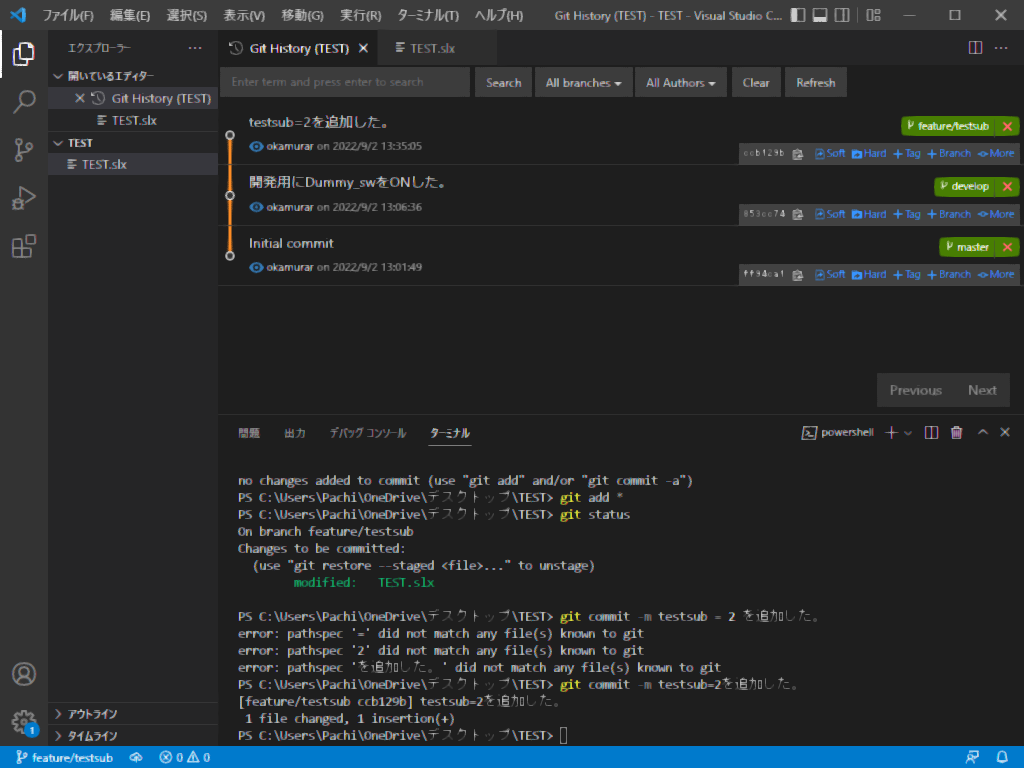 ファイル(F) 編集(E) 選択(S) 表示(V) 移動(G) 実行(R) ターミナル(T) ヘルプ(H) Git History (TEST) - TEST - Visual Studio C...
エクスプローラー ...
Git History (TEST) ×
TEST.slx
開いているエディター
× Git History (TEST)
TEST.slx
TEST
TEST.slx
Enter term and press enter to search
Search
All branches
All Authors
Clear
Refresh
testsub=2を追加した。
feature/testsub
okamurar on 2022/9/2 13:35:05
ccb129b Soft Hard +Tag +Branch More
開発用にDummy_swをONした。
develop
okamurar on 2022/9/2 13:06:36
Soft Hard +Tag +Branch More
Initial commit
master
okamurar on 2022/9/2 13:01:49
Soft Hard +Tag +Branch More
Previous Next
問題 出力 デバッグ コンソール ターミナル
powershell
no changes added to commit (use "git add" and/or "git commit -a")
PS C:\Users\Pachi\OneDrive\デスクトップ\TEST> git add *
PS C:\Users\Pachi\OneDrive\デスクトップ\TEST> git status
On branch feature/testsub
Changes to be committed:
(use "git restore --staged <file>..." to unstage)
modified: TEST.slx
PS C:\Users\Pachi\OneDrive\デスクトップ\TEST> git commit -m testsub = 2 を追加した。
error: pathspec '=' did not match any file(s) known to git
error: pathspec '2' did not match any file(s) known to git
error: pathspec 'を追加した。' did not match any file(s) known to git
PS C:\Users\Pachi\OneDrive\デスクトップ\TEST> git commit -m testsub=2を追加した。
[feature/testsub ccb129b] testsub=2を追加した。
1 file changed, 1 insertion(+)
PS C:\Users\Pachi\OneDrive\デスクトップ\TEST>
アウトライン
タイムライン
1
feature/testsub
0 0